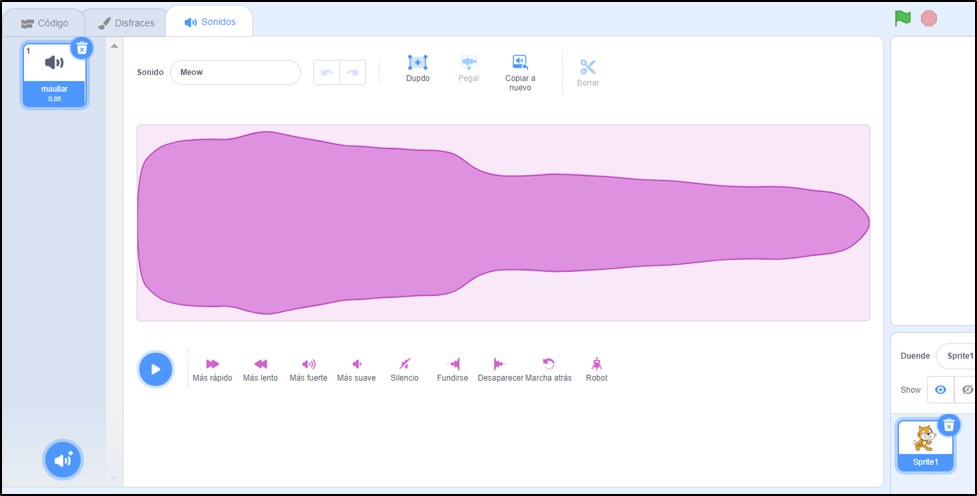 Código
Disfraces
Sonidos
1
maullar
0,85
Sonido
Meow
Dupdo
Pegar
Copiar a
nuevo
Borrar
Más rápido
Más lento
Más fuerte
Más suave
Silencio
Fundirse
Desaparecer
Marcha atrás
Robot
Duende
Sprite1
Show
Sprite1